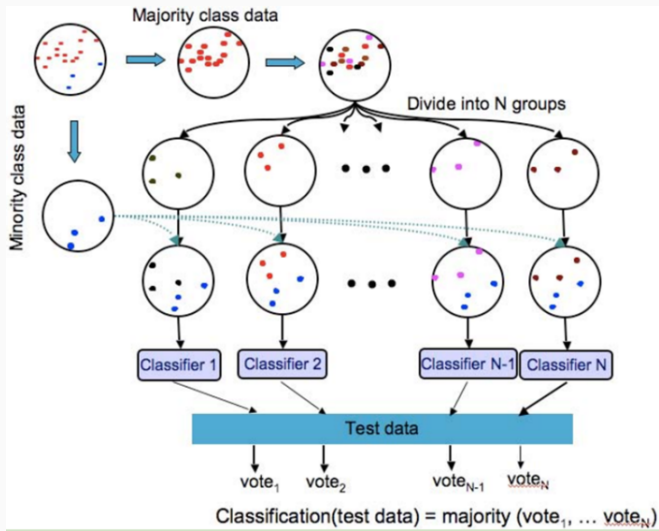 Majority class data
Minority class data
Divide into N groups
Classifier 1
Classifier 2
Classifier N-1
Classifier N
Test data
vote1
vote2
voteN-1
voteN
Classification(test data) = majority (vote1, ... voteN)